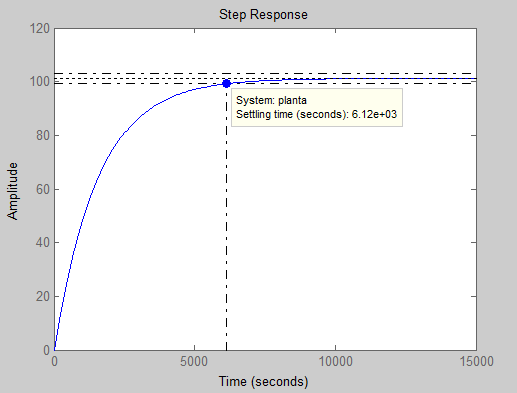 Step Response
120
100
80
60
40
20
0
Amplitude
System: planta
Settling time (seconds): 6.12e+03
0
5000
10000
15000
Time (seconds)